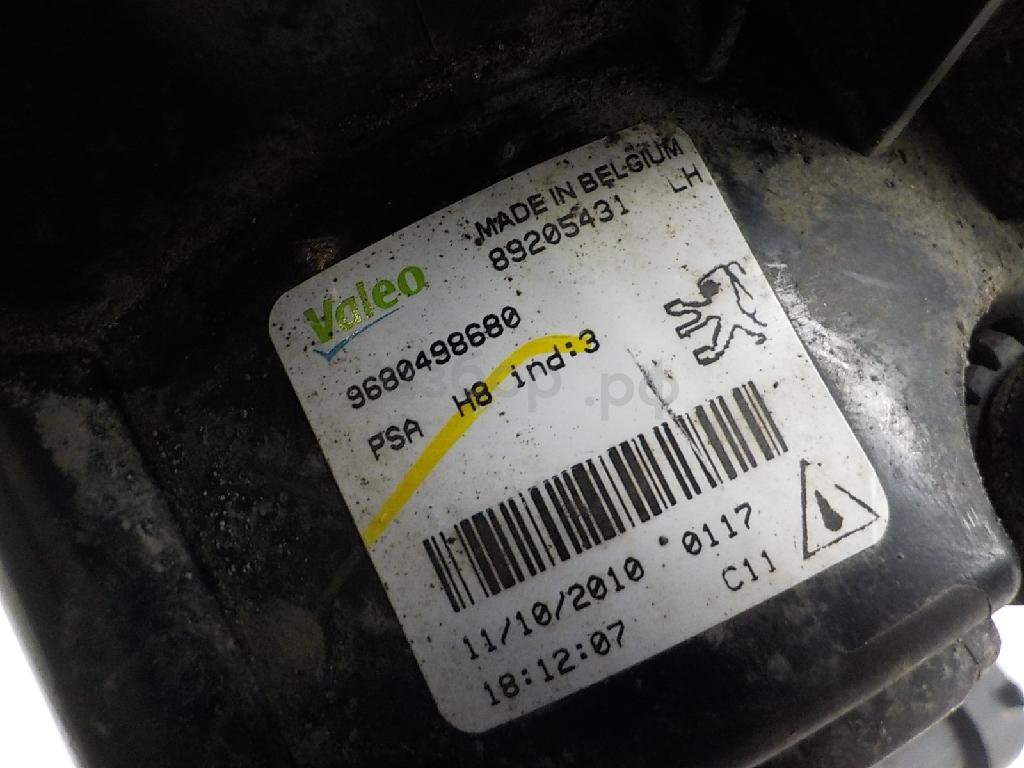 MADE IN BELGIUM
89205431 LH
Valeo
9680498680
PSA H8 ind:3
11/10/2010 0117
18:12:07 C11
.рф